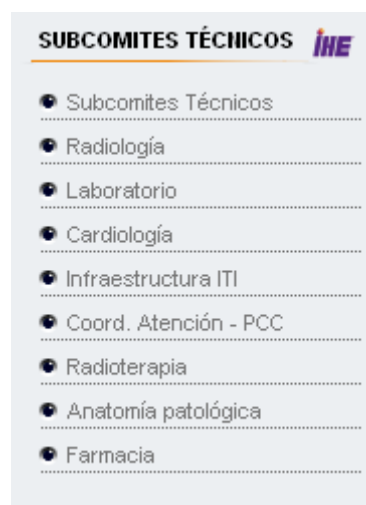 SUBCOMITES TÉCNICOS IHE
Subcomites Técnicos
Radiología
Laboratorio
Cardiología
Infraestructura ITI
Coord. Atención - PCC
Radioterapia
Anatomía patológica
Farmacia